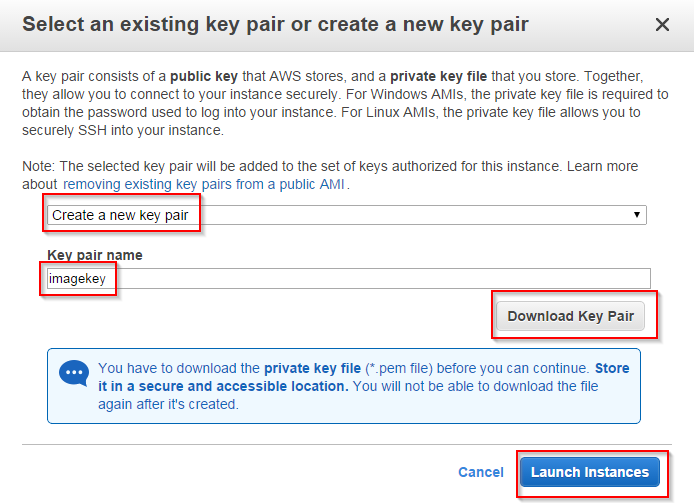 Select an existing key pair or create a new key pair
A key pair consists of a public key that AWS stores, and a private key file that you store. Together,
they allow you to connect to your instance securely. For Windows AMIs, the private key file is required to
obtain the password used to log into your instance. For Linux AMIs, the private key file allows you to
securely SSH into your instance.
Note: The selected key pair will be added to the set of keys authorized for this instance. Learn more
about removing existing key pairs from a public AMI.
Create a new key pair
Key pair name
imagekey
Download Key Pair
You have to download the private key file (*.pem file) before you can continue. Store
it in a secure and accessible location. You will not be able to download the file
again after it's created.
Cancel Launch Instances